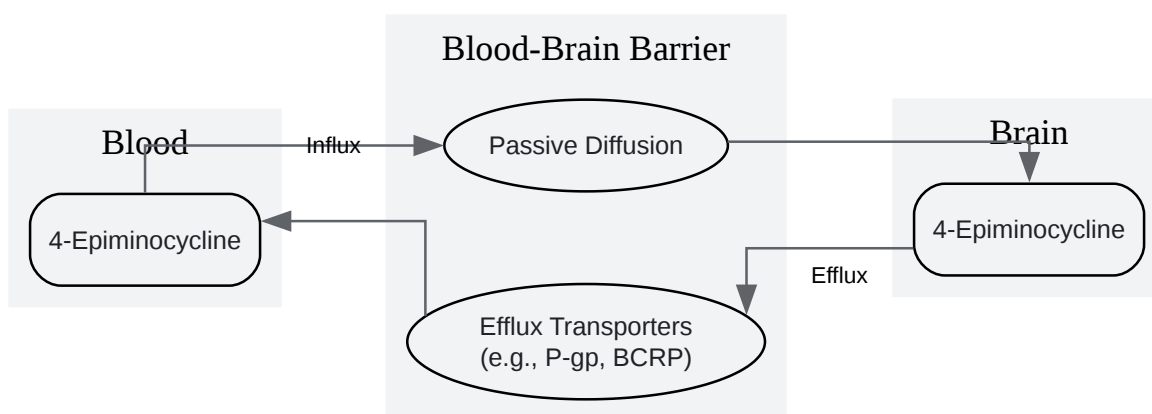 Blood-Brain Barrier
Blood
Influx
Passive Diffusion
Brain
4-Epiminocycline
4-Epiminocycline
Efflux
Efflux Transporters
(e.g., P-gp, BCRP)